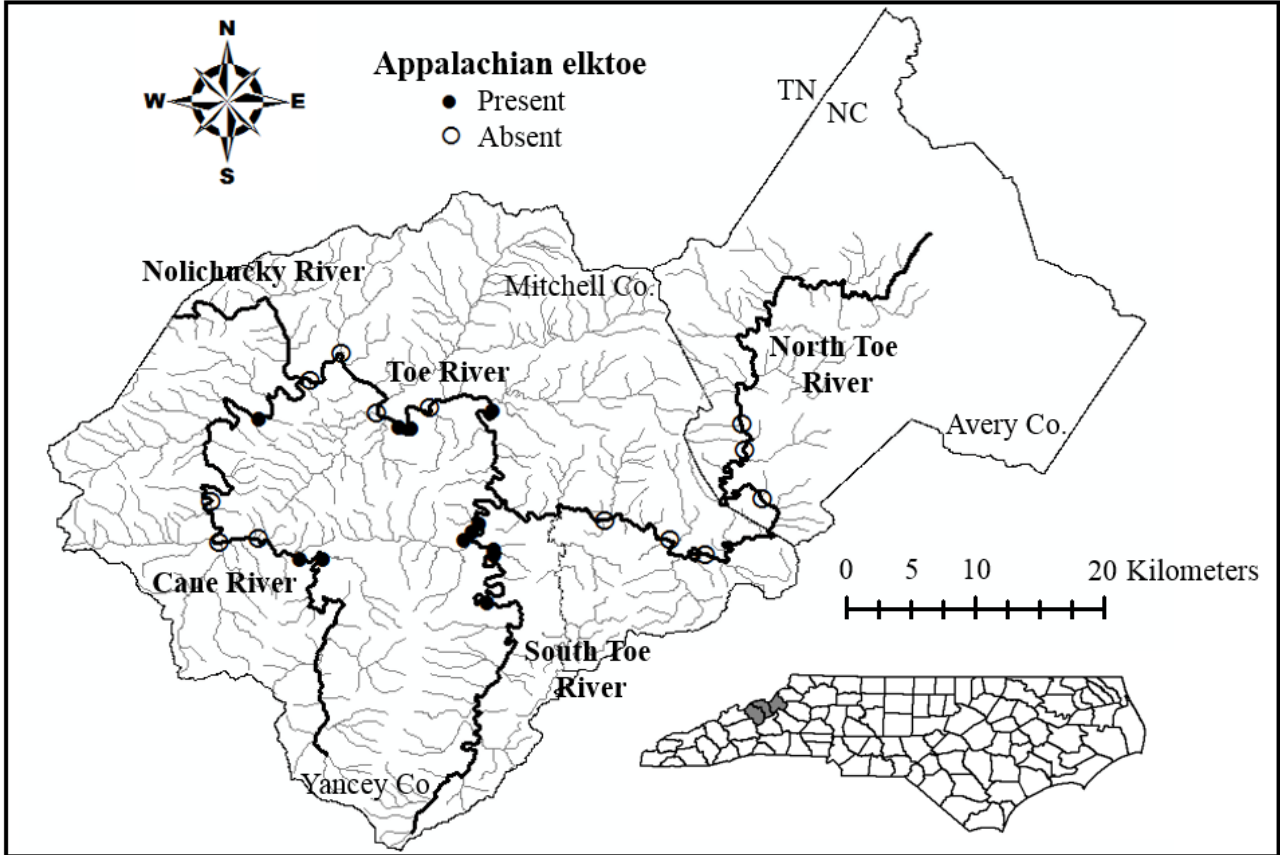 N
W
E
S
Appalachian elktoe
Present
Absent
TN
NC
Nolichucky River
Mitchell Co.
North Toe
River
Toe River
Avery Co.
Cane River
0 5 10 20 Kilometers
South Toe
River
Yancey Co